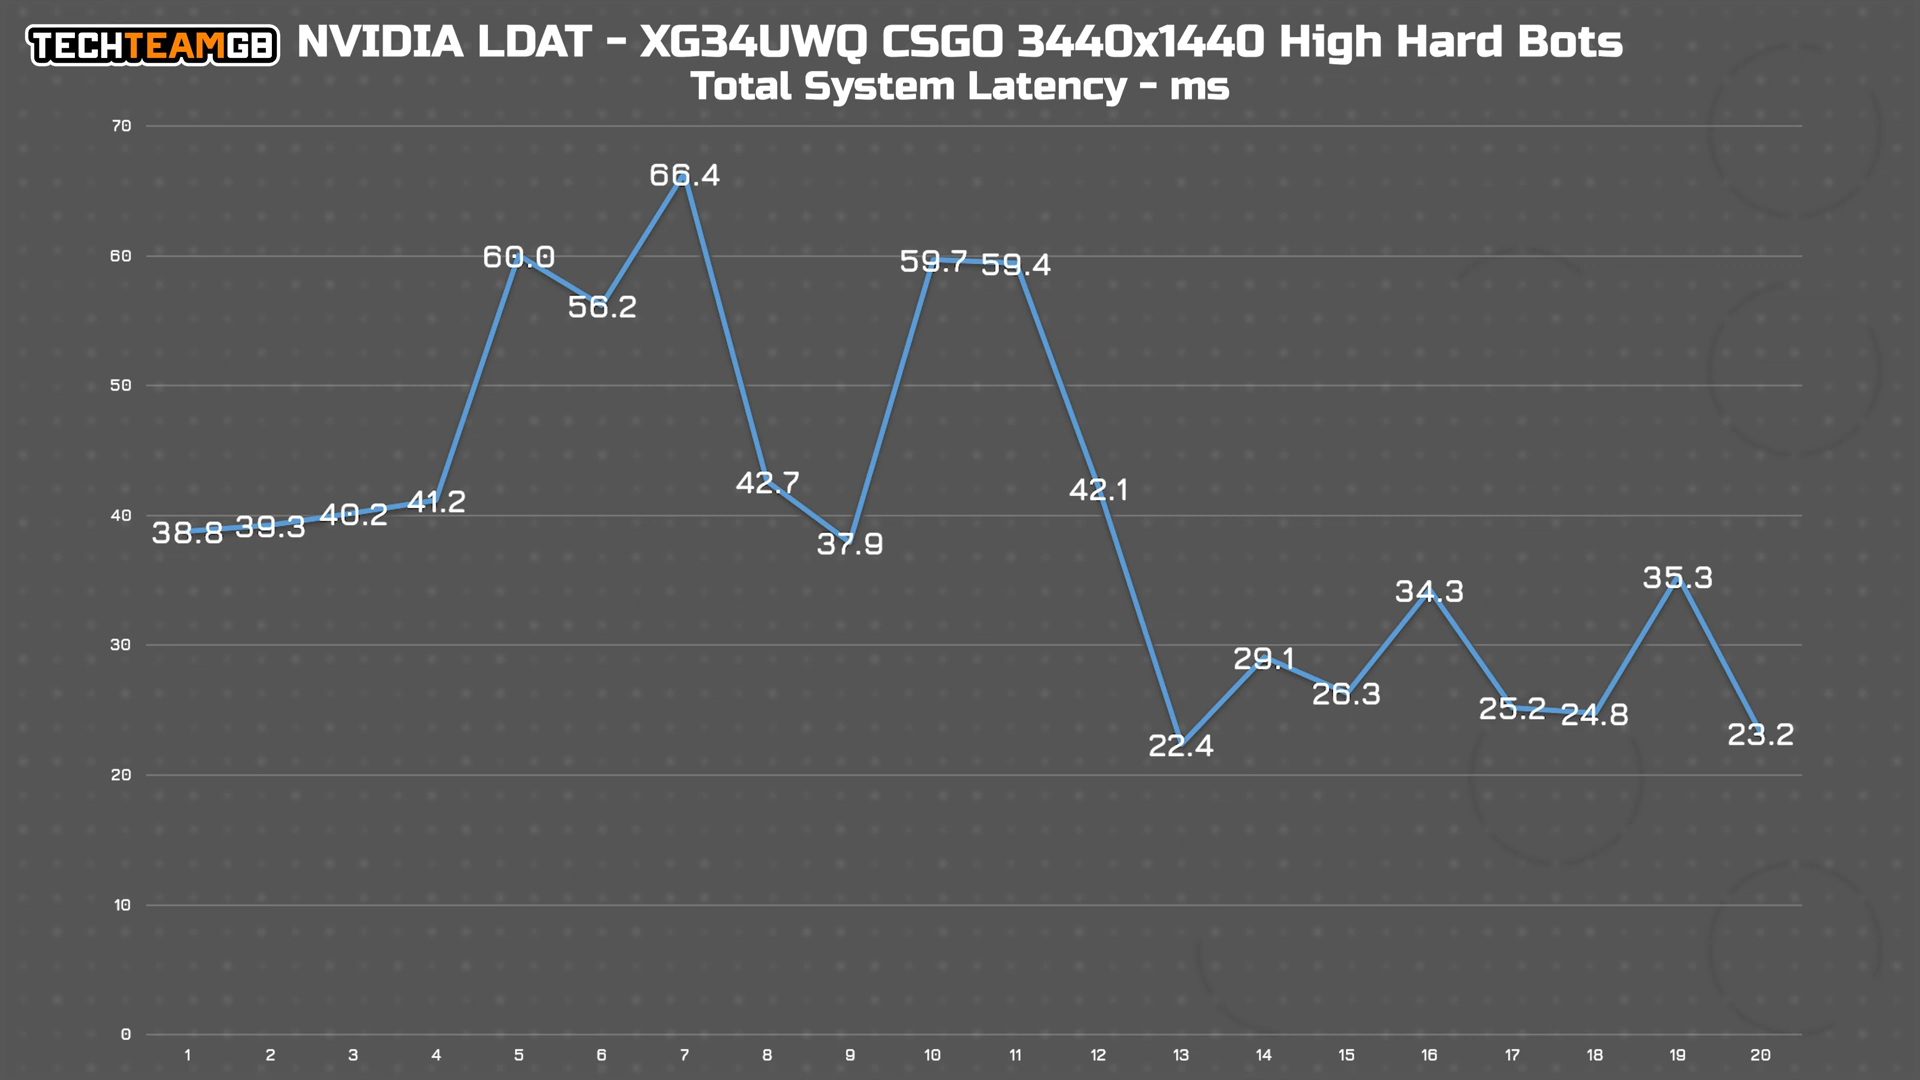 TECHTEAMGB NVIDIA LDAT - XG34UWQ CSGO 3440x1440 High Hard Bots
Total System Latency - ms
70
66.4
60 60.0 56.2 59.7 59.4
50
42.7 42.1
40 38.8 39.3 40.2 41.2 37.9
34.3 35.3
30 29.1 26.3 25.2 24.8
22.4 23.2
20
10
0
1 2 3 4 5 6 7 8 9 10 11 12 13 14 15 16 17 18 19 20